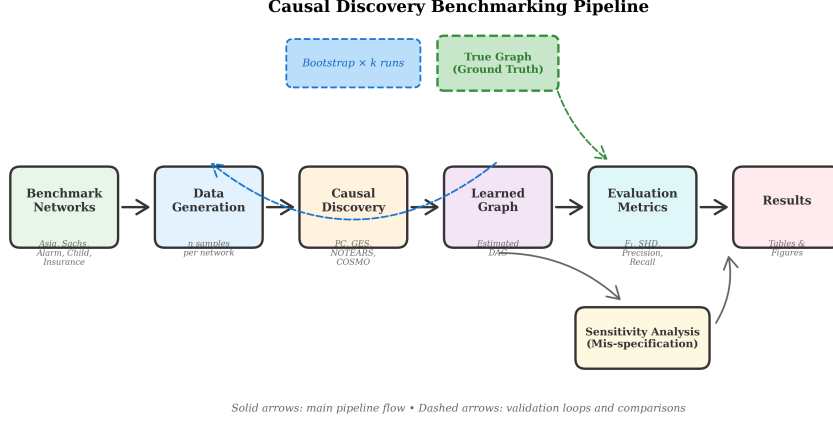 Causal Discovery Benchmarking Pipeline
Bootstrap × k runs
True Graph
(Ground Truth)
Benchmark
Networks
Asia, Sachs,
Alarm, Child,
Insurance
Data
Generation
n samples
per network
Causal
Discovery
PC, GES,
NOTEARS,
COSMO
Learned
Graph
Estimated
DAG
Evaluation
Metrics
F₁, SHD,
Precision,
Recall
Results
Tables &
Figures
Sensitivity Analysis
(Mis-specification)
Solid arrows: main pipeline flow • Dashed arrows: validation loops and comparisons